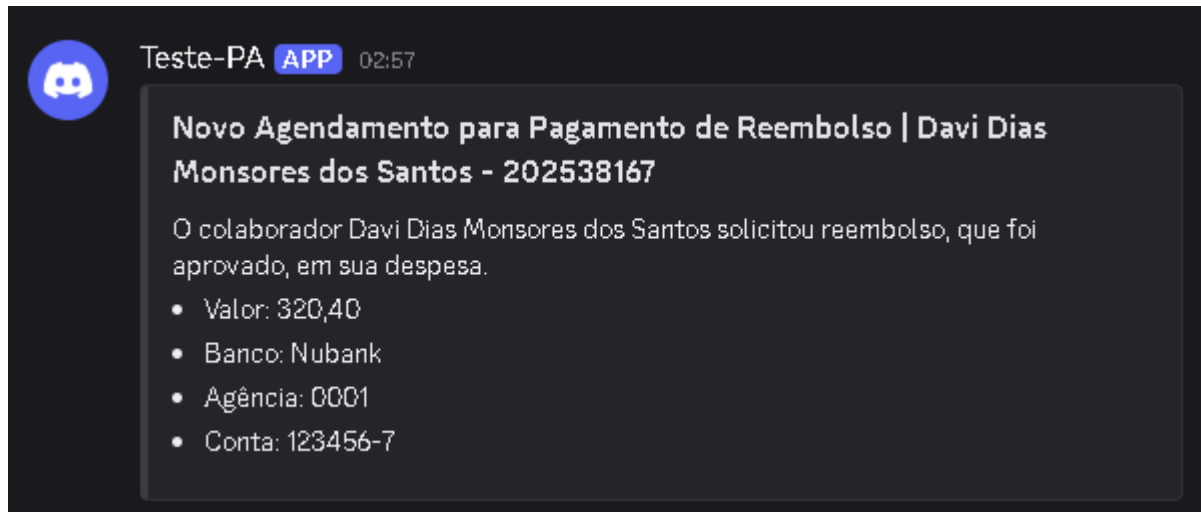 Teste-PA APP 02:57
Novo Agendamento para Pagamento de Reembolso | Davi Dias
Monsores dos Santos - 202538167
O colaborador Davi Dias Monsores dos Santos solicitou reembolso, que foi
aprovado, em sua despesa.
• Valor: 320,40
• Banco: Nubank
• Agência: 0001
• Conta: 123456-7